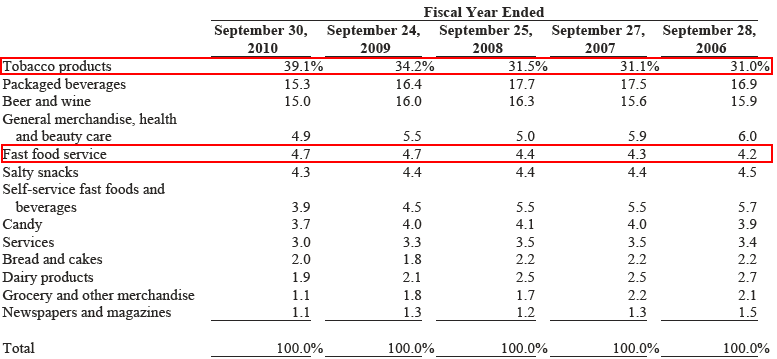 Fiscal Year Ended
September 30, 2010 September 24, 2009 September 25, 2008 September 27, 2007 September 28, 2006
Tobacco products 39.1% 34.2% 31.5% 31.1% 31.0%
Packaged beverages 15.3 16.4 17.7 17.5 16.9
Beer and wine 15.0 16.0 16.3 15.6 15.9
General merchandise, health
and beauty care 4.9 5.5 5.0 5.9 6.0
Fast food service 4.7 4.7 4.4 4.3 4.2
Salty snacks 4.3 4.4 4.4 4.4 4.5
Self-service fast foods and
beverages 3.9 4.5 5.5 5.5 5.7
Candy 3.7 4.0 4.1 4.0 3.9
Services 3.0 3.3 3.5 3.5 3.4
Bread and cakes 2.0 1.8 2.2 2.2 2.2
Dairy products 1.9 2.1 2.5 2.5 2.7
Grocery and other merchandise 1.1 1.8 1.7 2.2 2.1
Newspapers and magazines 1.1 1.3 1.2 1.3 1.5
Total 100.0% 100.0% 100.0% 100.0% 100.0%